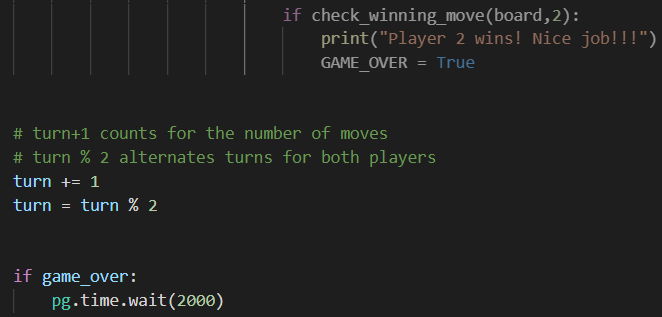 if check_winning_move(board,2):
print("Player 2 wins! Nice job!!!")
GAME_OVER = True
# turn+1 counts for the number of moves
# turn % 2 alternates turns for both players
turn += 1
turn = turn % 2
if game_over:
pg.time.wait(2000)